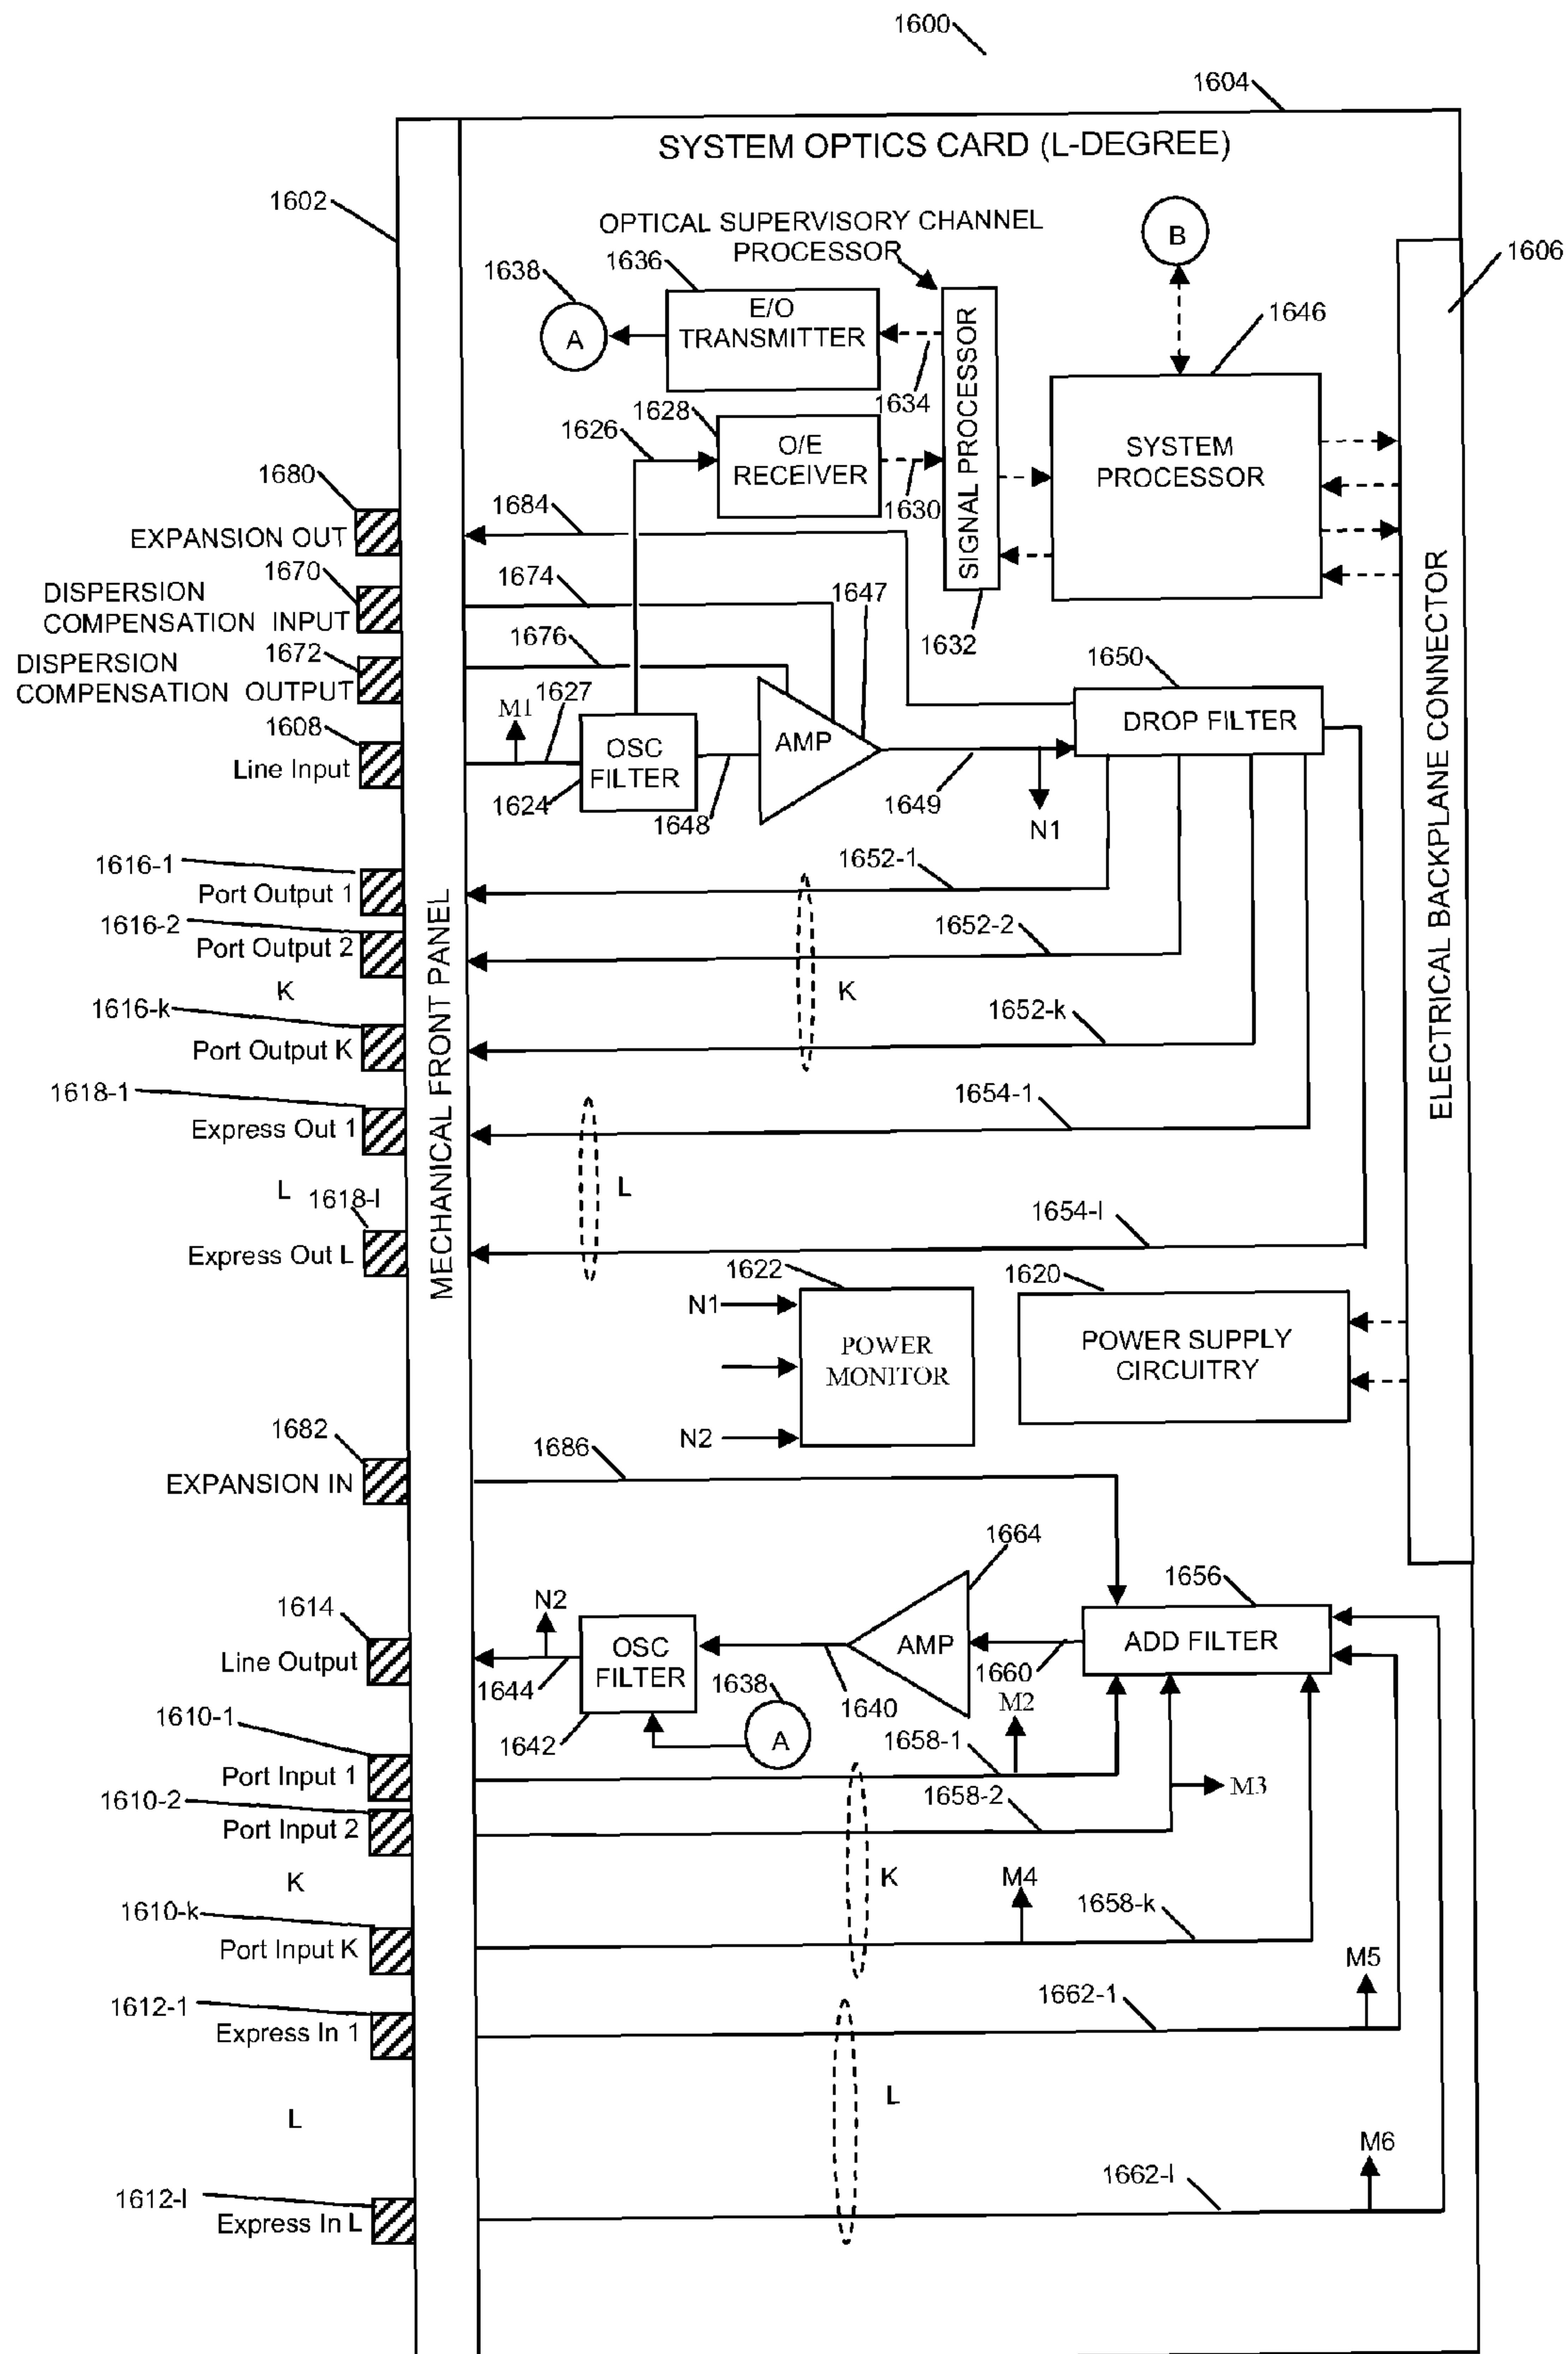 1600
1604
SYSTEM OPTICS CARD (L-DEGREE)
1602
OPTICAL SUPERVISORY CHANNEL
PROCESSOR
B
1606
1638
1636
A
E/O
TRANSMITTER
1634
1646
SIGNAL PROCESSOR
SYSTEM
PROCESSOR
1628
1626
O/E
RECEIVER
1630
1680
EXPANSION OUT
1684
1670
DISPERSION
COMPENSATION INPUT
1674
1647
1632
1672
DISPERSION
COMPENSATION OUTPUT
1676
1650
DROP FILTER
1608
Line Input
M1
1627
OSC
FILTER
1624
1648
AMP
1649
N1
ELECTRICAL BACKPLANE CONNECTOR
MECHANICAL FRONT PANEL
1616-1
Port Output 1
1652-1
1616-2
Port Output 2
1652-2
K
K
1616-k
Port Output K
1652-k
1618-1
Express Out 1
1654-1
L
L
1618-l
Express Out L
1654-l
1622
N1
POWER
MONITOR
N2
1620
POWER SUPPLY
CIRCUITRY
1682
EXPANSION IN
1686
1664
1656
1614
Line Output
N2
1644
OSC
FILTER
1642
AMP
1640
1660
ADD FILTER
1638
A
M2
1610-1
Port Input 1
1658-1
M3
1610-2
Port Input 2
1658-2
K
K
M4
1610-k
Port Input K
1658-k
M5
1612-1
Express In 1
1662-1
L
L
M6
1612-l
Express In L
1662-l